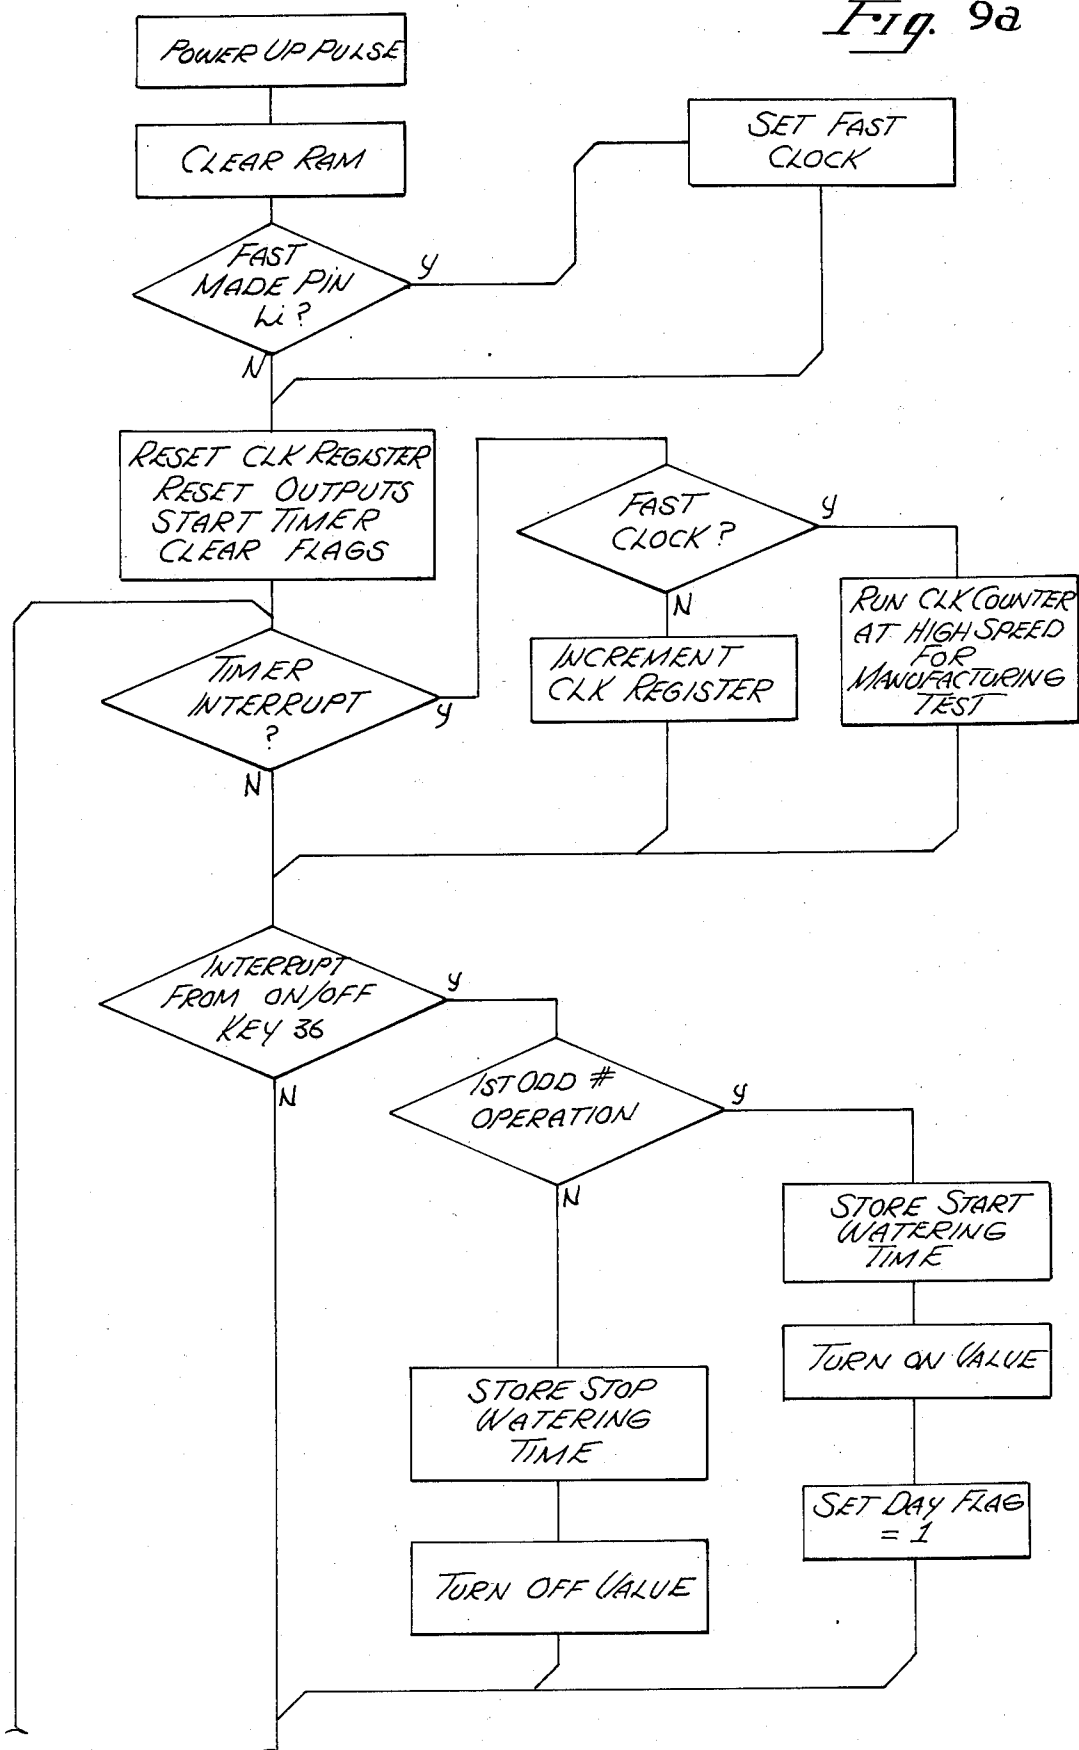 Fig. 9a
POWER UP PULSE
CLEAR RAM
SET FAST
CLOCK
FAST
MADE PIN
Li?
Y
N
RESET CLK REGISTER
RESET OUTPUTS
START TIMER
CLEAR FLAGS
FAST
CLOCK?
Y
N
RUN CLK COUNTER
AT HIGH SPEED
FOR
MANUFACTURING
TEST
INCREMENT
CLK REGISTER
TIMER
INTERRUPT
?
Y
N
INTERRUPT
FROM ON/OFF
KEY 36
Y
N
1ST ODD #
OPERATION
Y
N
STORE START
WATERING
TIME
TURN ON VALUE
SET DAY FLAG
= 1
STORE STOP
WATERING
TIME
TURN OFF VALUE